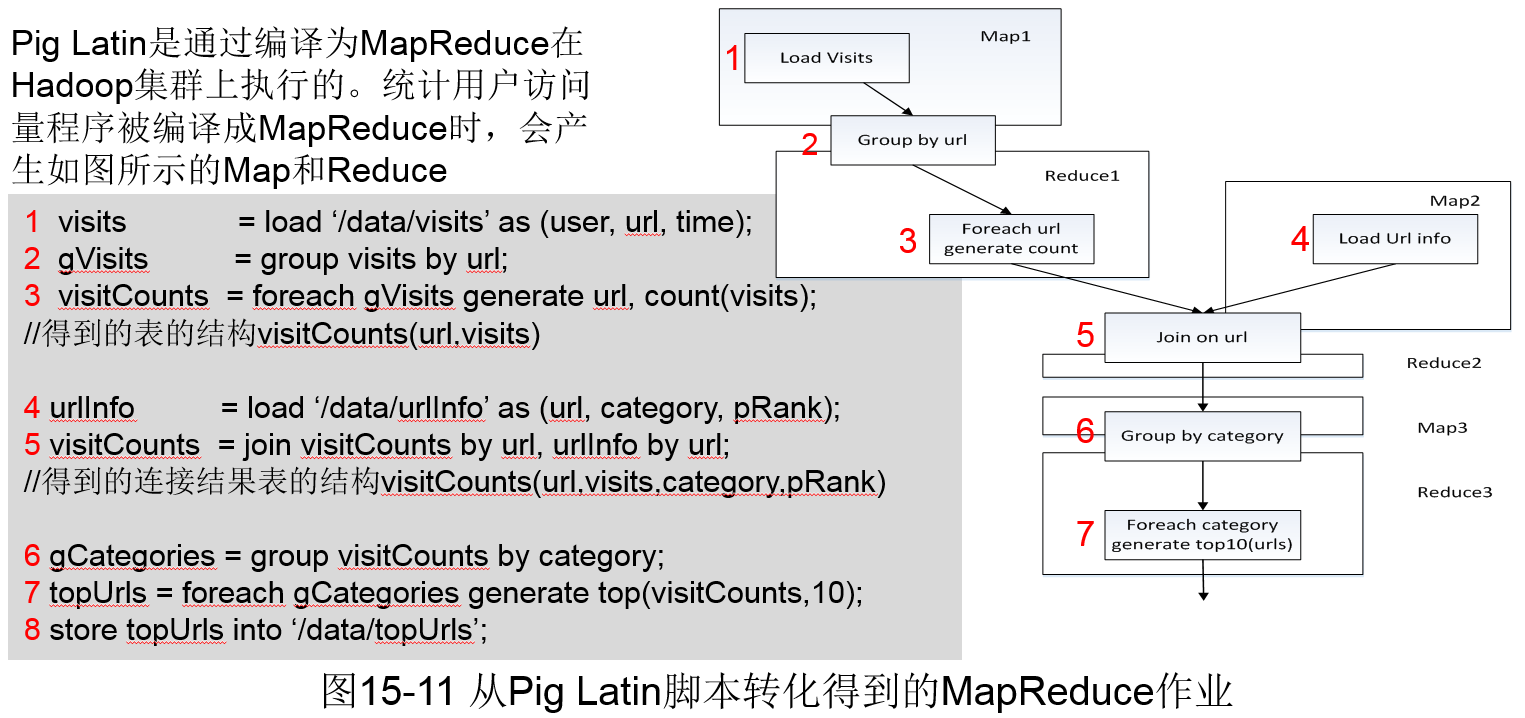 Pig Latin是通过编译为MapReduce在
Hadoop集群上执行的。统计用户访问
量程序被编译成MapReduce时，会产
生如图所示的Map和Reduce
1 visits = load ‘/data/visits’ as (user, url, time);
2 gVisits = group visits by url;
3 visitCounts = foreach gVisits generate url, count(visits);
//得到的表的结构visitCounts(url,visits)
4 urlInfo = load ‘/data/urlInfo’ as (url, category, pRank);
5 visitCounts = join visitCounts by url, urlInfo by url;
//得到的连接结果表的结构visitCounts(url,visits,category,pRank)
6 gCategories = group visitCounts by category;
7 topUrls = foreach gCategories generate top(visitCounts,10);
8 store topUrls into ‘/data/topUrls’;
Map1
1 Load Visits
2 Group by url
Reduce1
3 Foreach url
generate count
Map2
4 Load Url info
5 Join on url
Reduce2
Map3
6 Group by category
Reduce3
7 Foreach category
generate top10(urls)
图15-11 从Pig Latin脚本转化得到的MapReduce作业